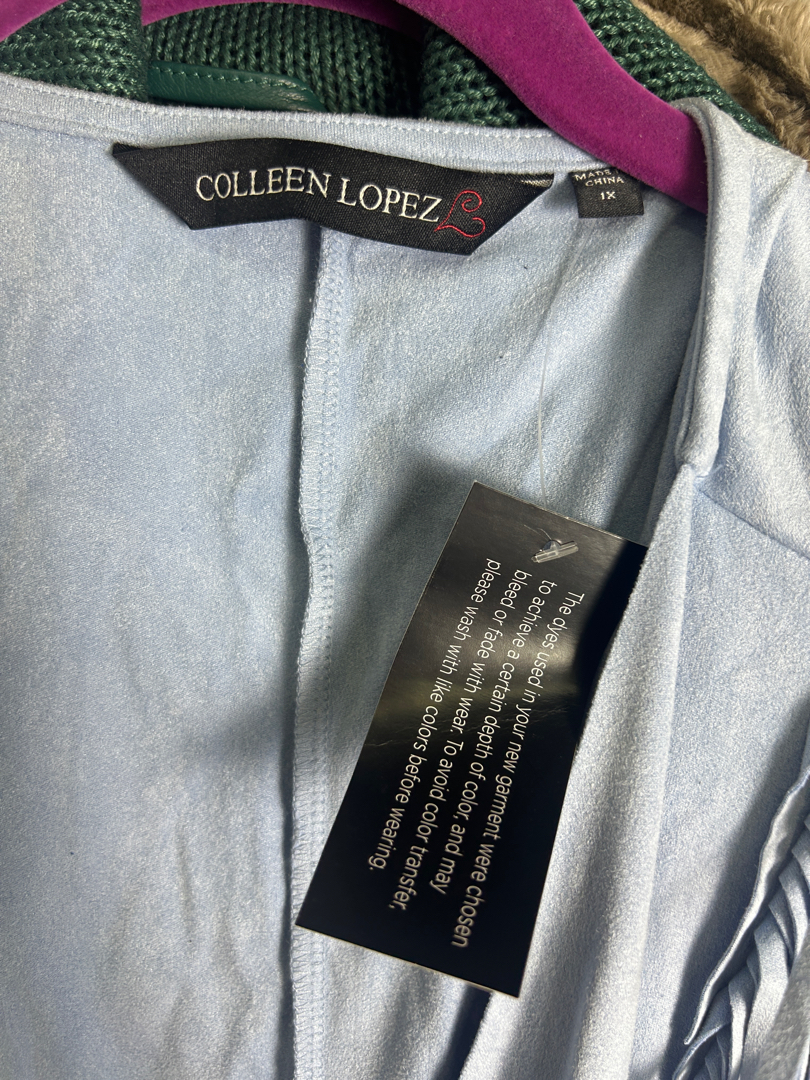 COLLEEN LOPEZ
MADE IN
CHINA
1X
The dyes used in your new garment were chosen
to achieve a certain depth of color, and may
bleed or fade with wear. To avoid color transfer,
please wash with like colors before wearing.